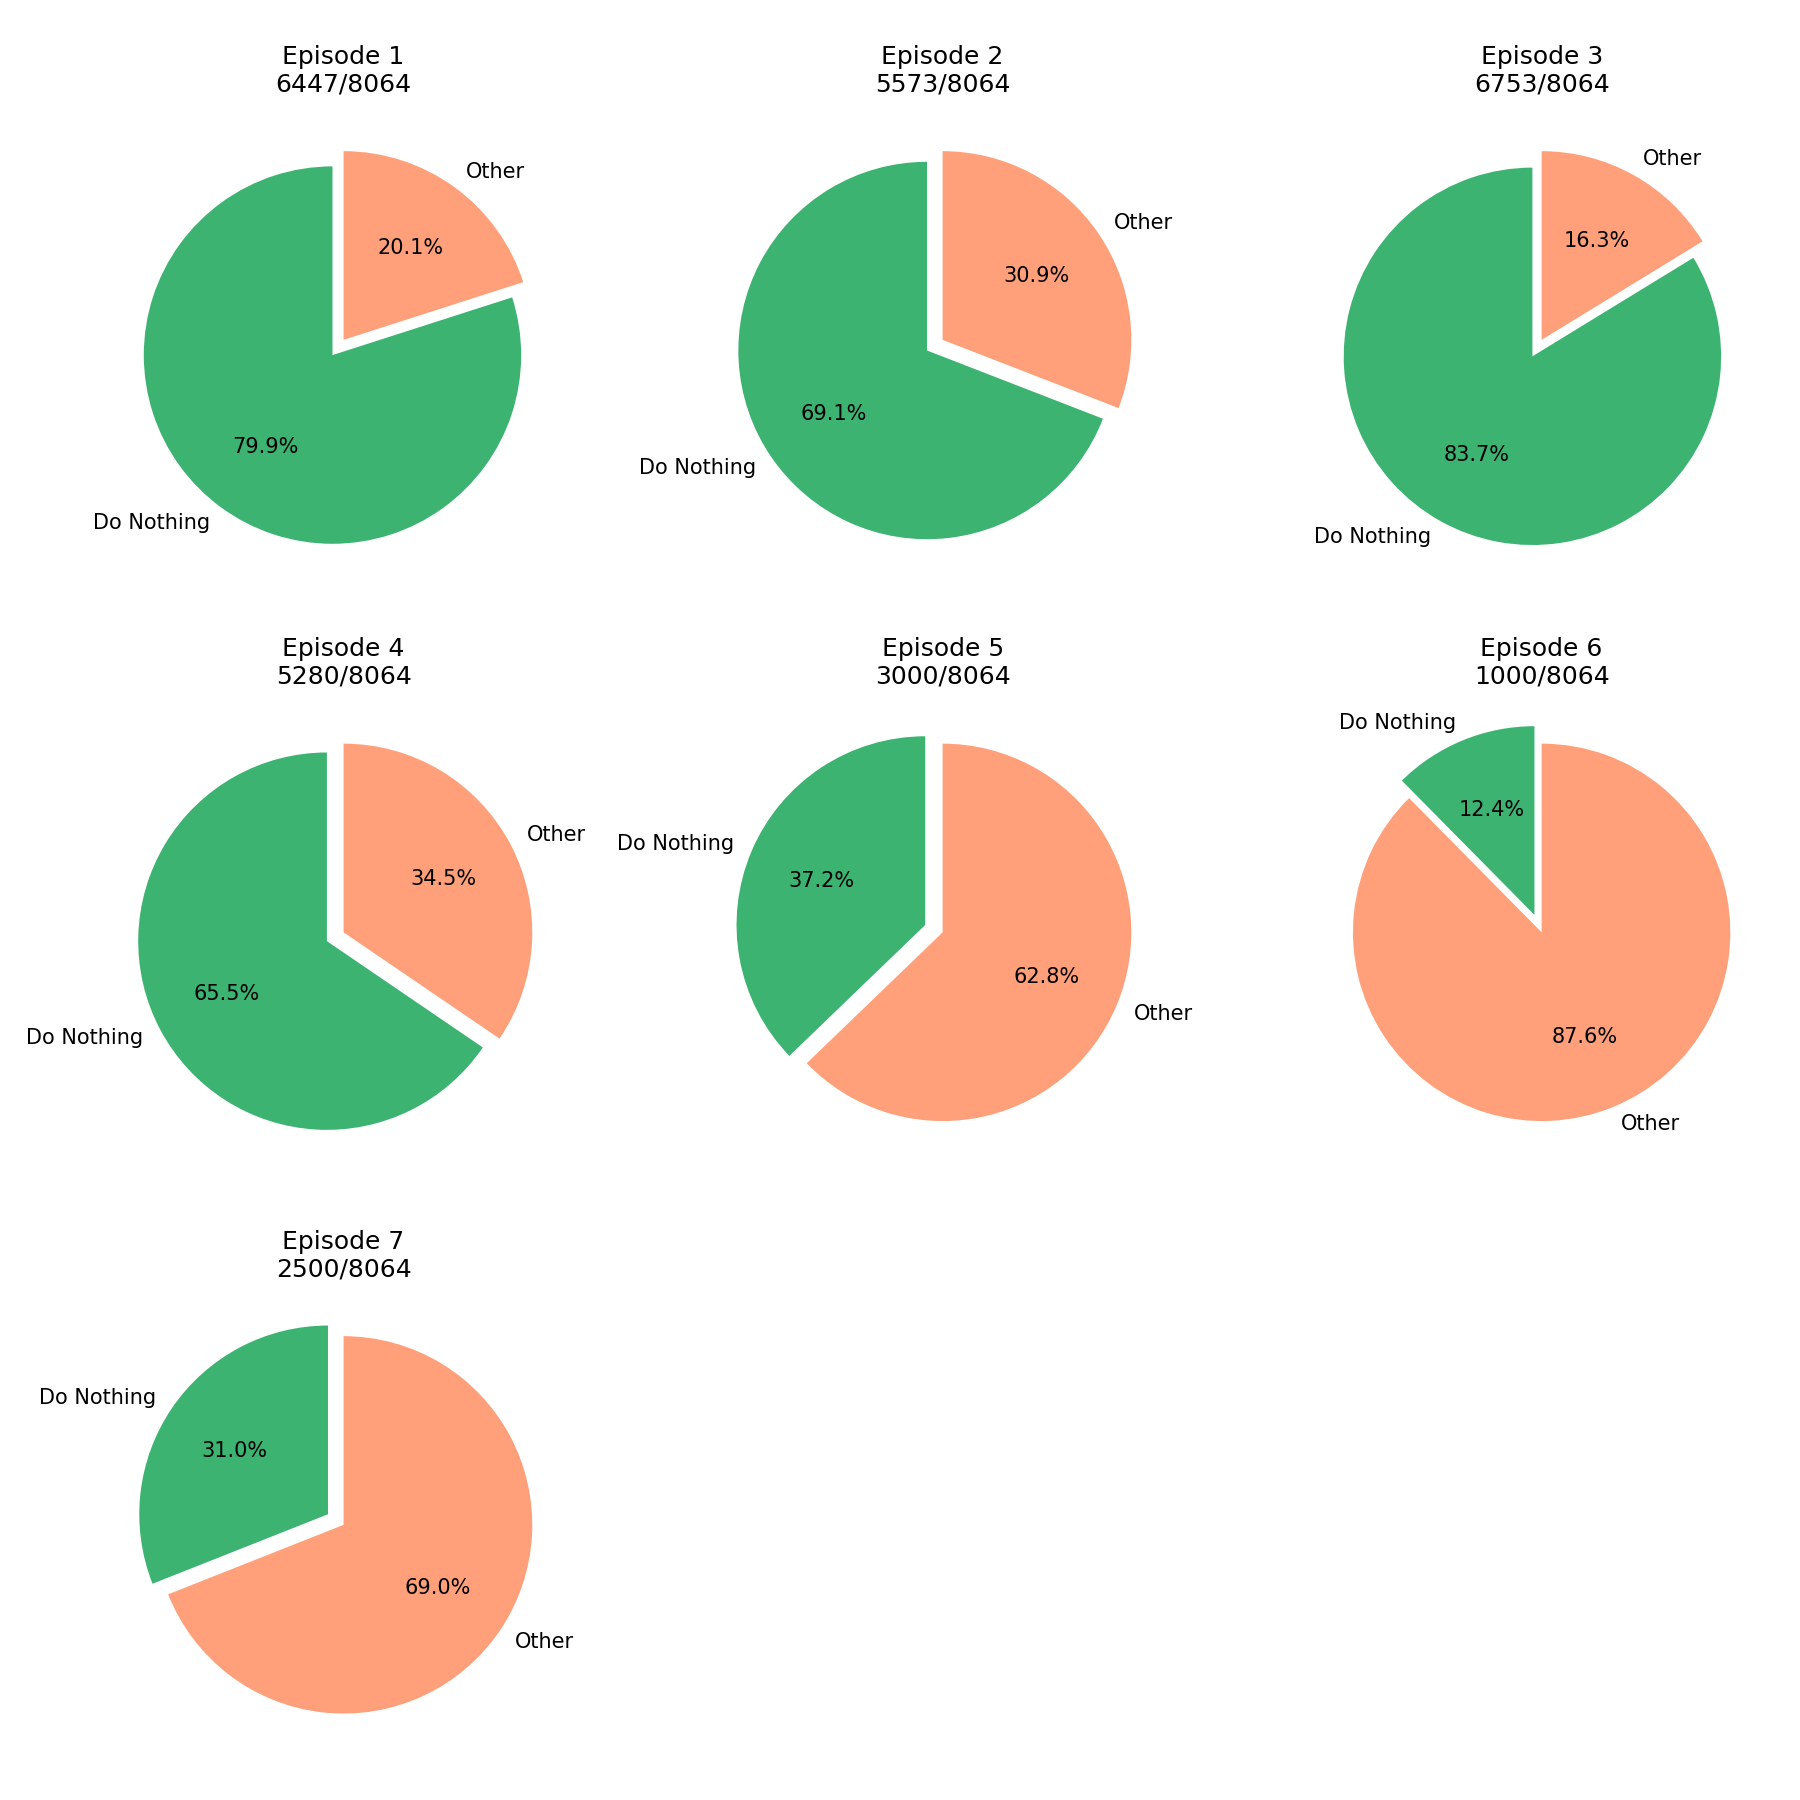 Episode 1
6447/8064
Other
20.1%
79.9%
Do Nothing
Episode 2
5573/8064
Other
30.9%
69.1%
Do Nothing
Episode 3
6753/8064
Other
16.3%
83.7%
Do Nothing
Episode 4
5280/8064
Other
34.5%
65.5%
Do Nothing
Episode 5
3000/8064
Do Nothing
37.2%
62.8%
Other
Episode 6
1000/8064
Do Nothing
12.4%
87.6%
Other
Episode 7
2500/8064
Do Nothing
31.0%
69.0%
Other